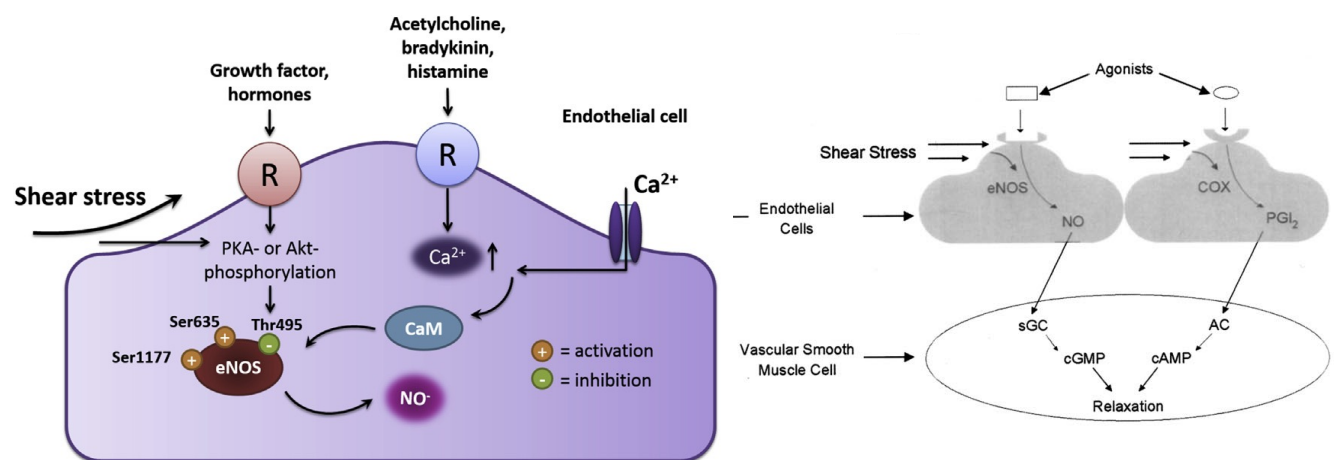 Acetylcholine,
bradykinin,
histamine
Growth factor,
hormones
Endothelial cell
R
R
Shear stress
Ca²⁺
PKA- or Akt-
phosphorylation
Ca²⁺
Ser635
Thr495
Ser1177
+
+
-
eNOS
CaM
NO-
+ = activation
- = inhibition
Agonists
Shear Stress
eNOS
NO
COX
PGI₂
Endothelial
Cells
sGC
AC
Vascular Smooth
Muscle Cell
cGMP
cAMP
Relaxation